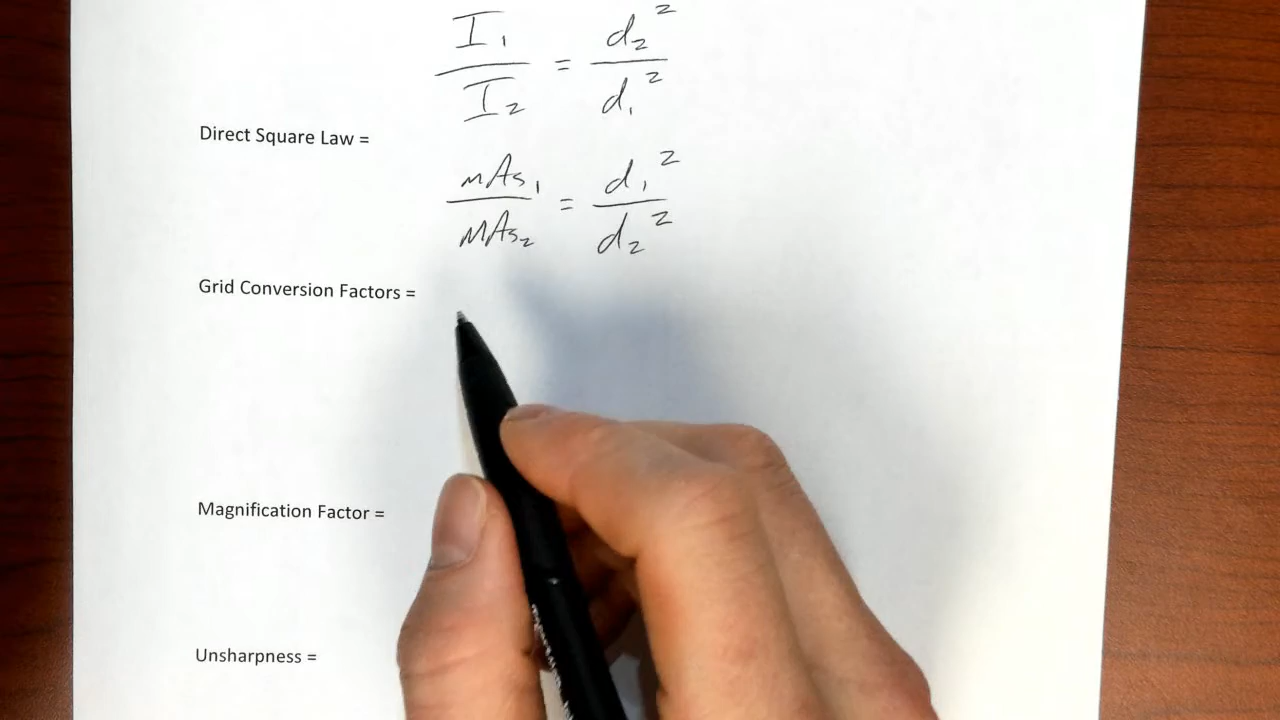 I₁ / I₂ = d₂² / d₁²
Direct Square Law =
mAs₁ / mAs₂ = d₁² / d₂²
Grid Conversion Factors =
Magnification Factor =
Unsharpness =